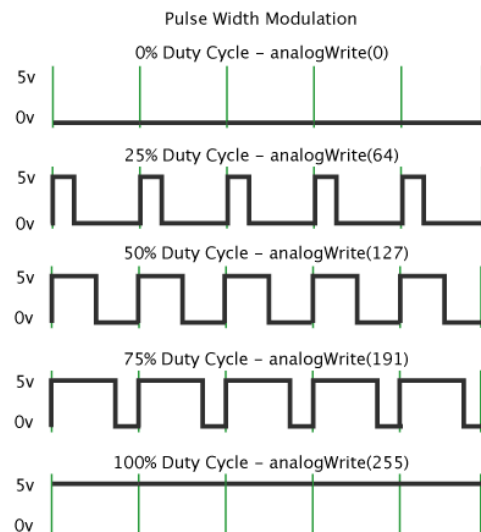 Pulse Width Modulation
0% Duty Cycle – analogWrite(0)
5v
0v
25% Duty Cycle – analogWrite(64)
5v
0v
50% Duty Cycle – analogWrite(127)
5v
0v
75% Duty Cycle – analogWrite(191)
5v
0v
100% Duty Cycle – analogWrite(255)
5v
0v